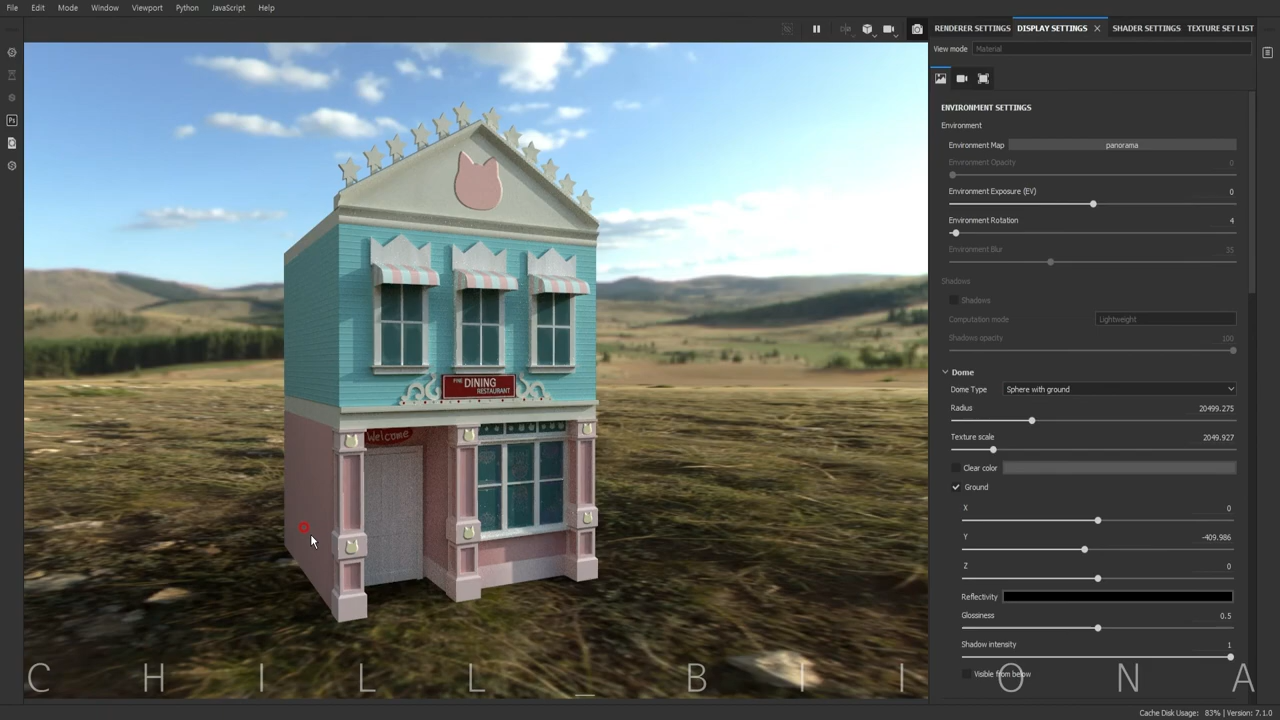 File Edit Mode Window Viewport Python JavaScript Help
RENDERER SETTINGS DISPLAY SETTINGS SHADER SETTINGS TEXTURE SET LIST
View mode Material
ENVIRONMENT SETTINGS
Environment
Environment Map panorama
Environment Opacity 0
Environment Exposure (EV) 0
Environment Rotation 4
Environment Blur 35
Shadows
Shadows
Computation mode Lightweight
Shadows opacity 100
Dome
Dome Type Sphere with ground
Radius 20499.275
Texture scale 2049.927
Clear color
Ground
X 0
Y -409.986
Z 0
Reflectivity
Glossiness 0.5
Shadow intensity 1
Visible from below
Ps
DINING
RESTAURANT
Welcome
CHILL_BIIONA
Cache Disk Usage: 83% | Version: 7.1.0